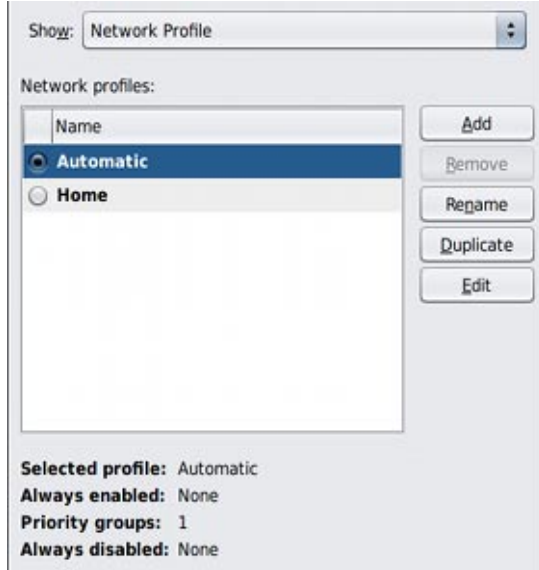 Show: Network Profile
Network profiles:
Name
Automatic
Home
Add
Remove
Rename
Duplicate
Edit
Selected profile: Automatic
Always enabled: None
Priority groups: 1
Always disabled: None